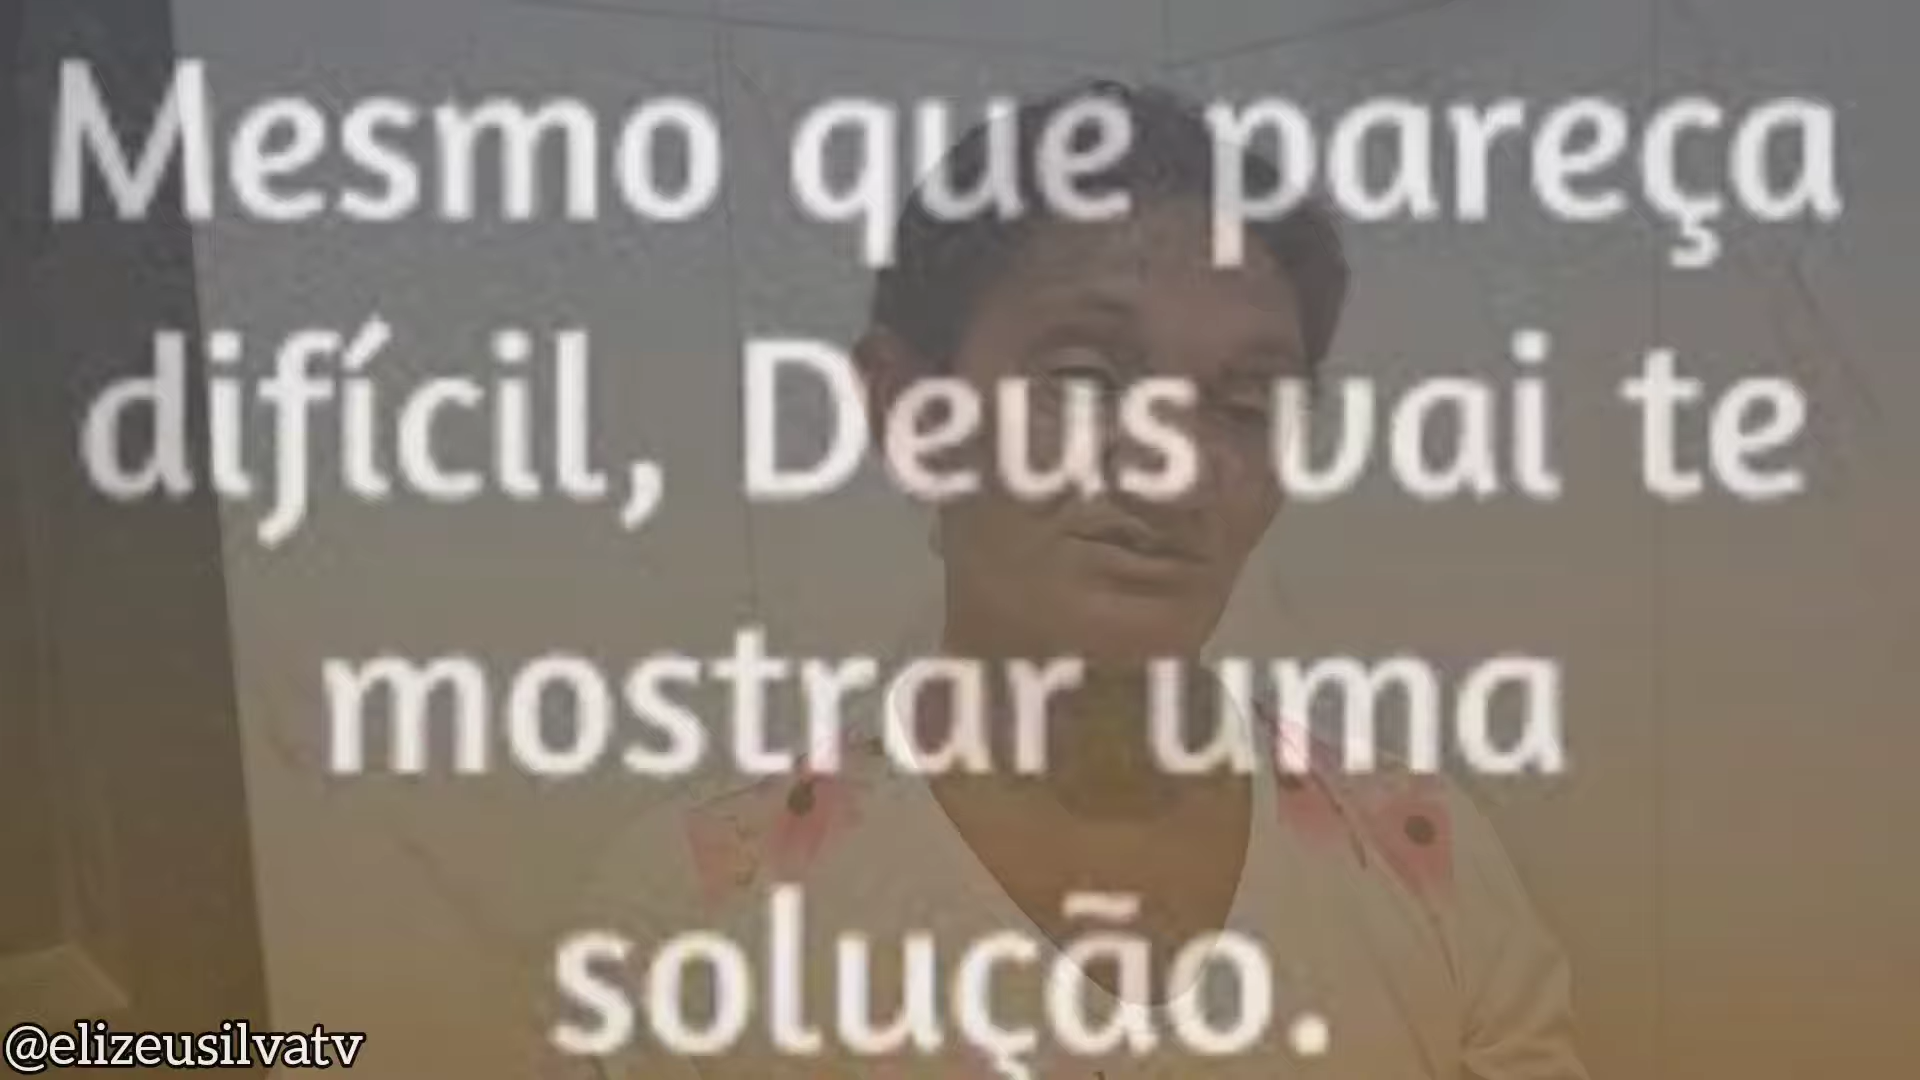 Mesmo que pareça
difícil, Deus vai te
mostrar uma
solução.
@elizeusilvatv